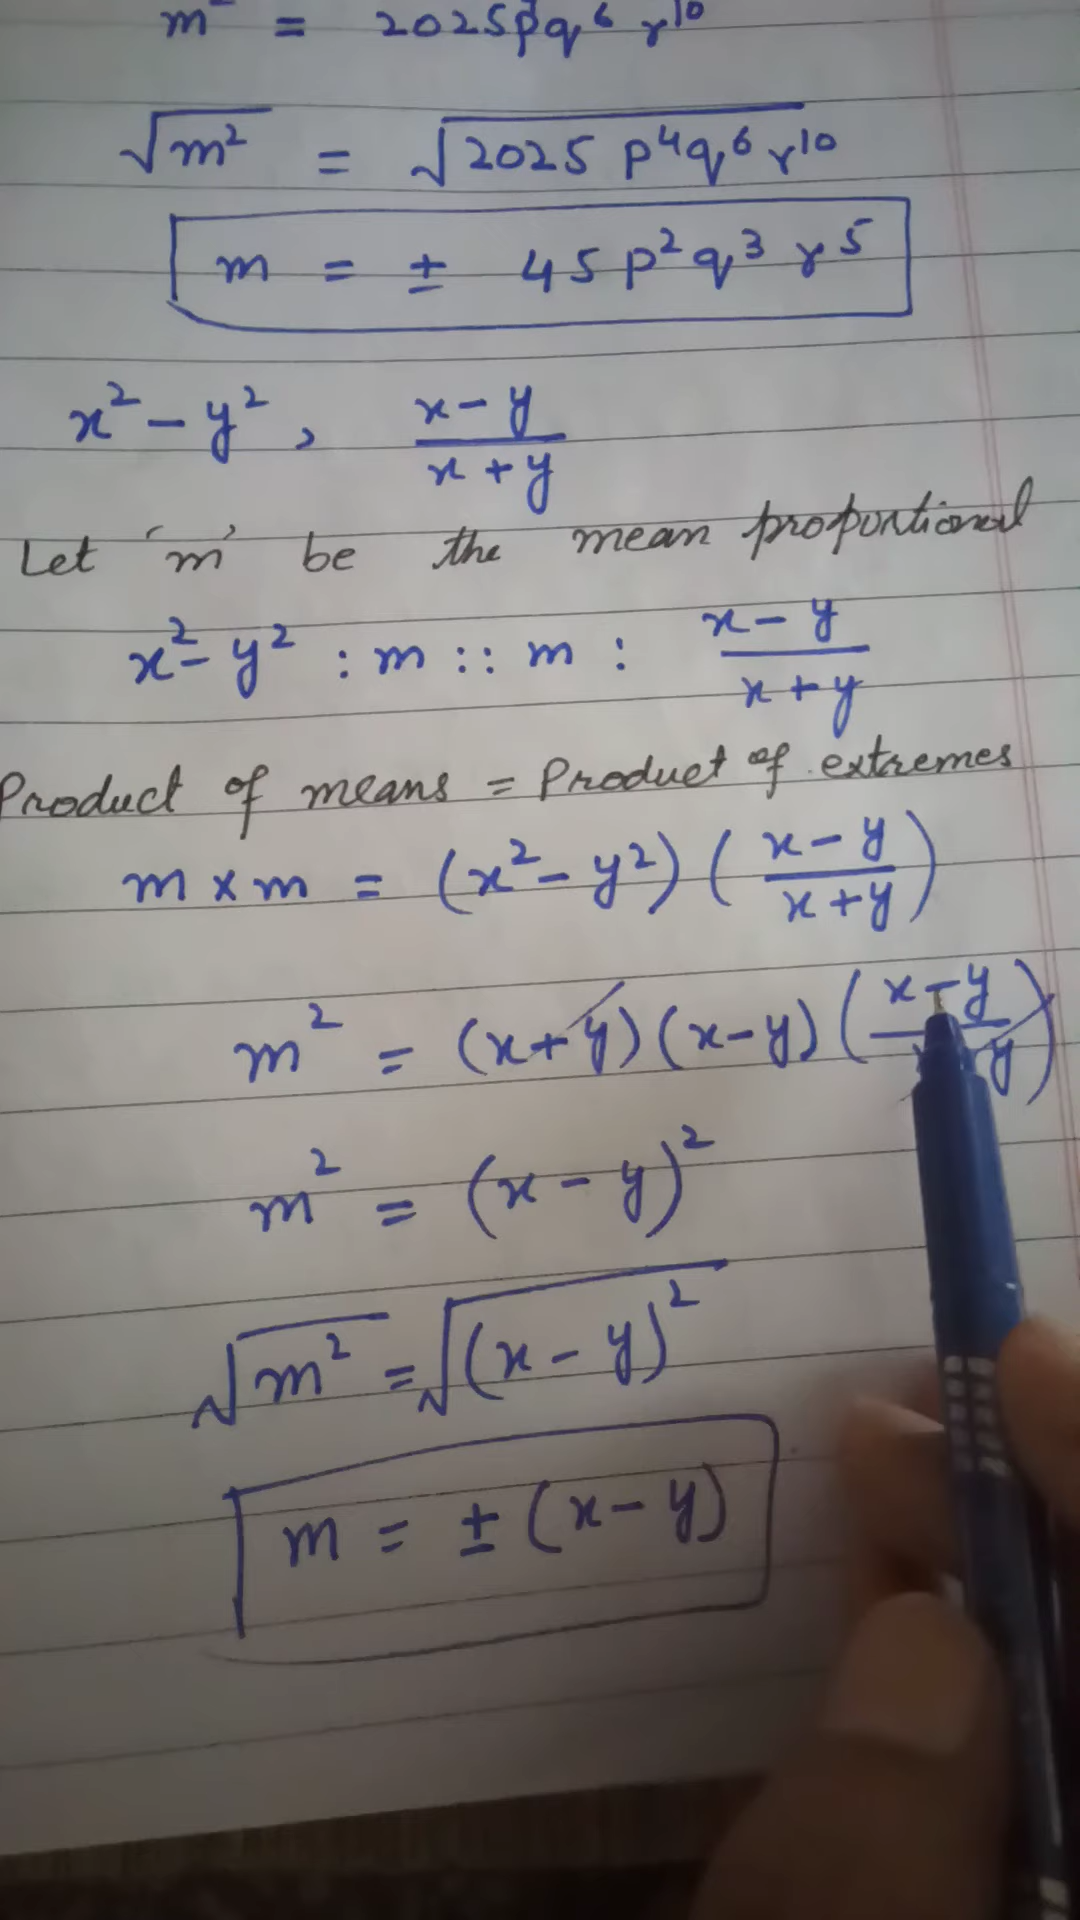 m² = 2025p⁴q⁶r¹⁰
√m² = √2025 p⁴q⁶r¹⁰
m = ± 45p²q³r⁵
x² - y² , (x - y)/(x + y)
Let 'm' be the mean proportional
x² - y² : m :: m : (x - y)/(x + y)
Product of means = Product of extremes
m × m = (x² - y²) ((x - y)/(x + y))
m² = (x + y)(x - y) ((x - y)/(x + y))
m² = (x - y)²
√m² = √(x - y)²
m = ± (x - y)